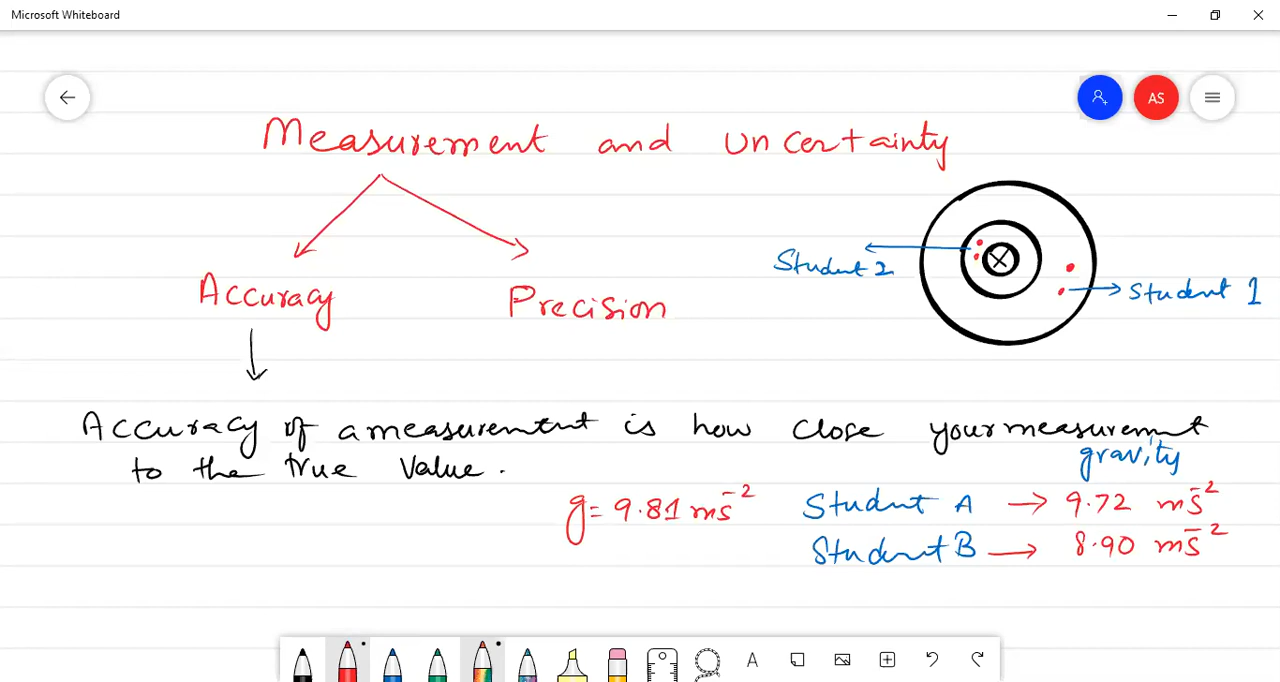 Microsoft Whiteboard
AS
Measurement and Uncertainty
Student 2
Student 1
Accuracy
Precision
Accuracy of a measurement is how close your measurement
to the true value.
gravity
g = 9.81 ms⁻² Student A → 9.72 ms⁻²
Student B → 8.90 ms⁻²
A